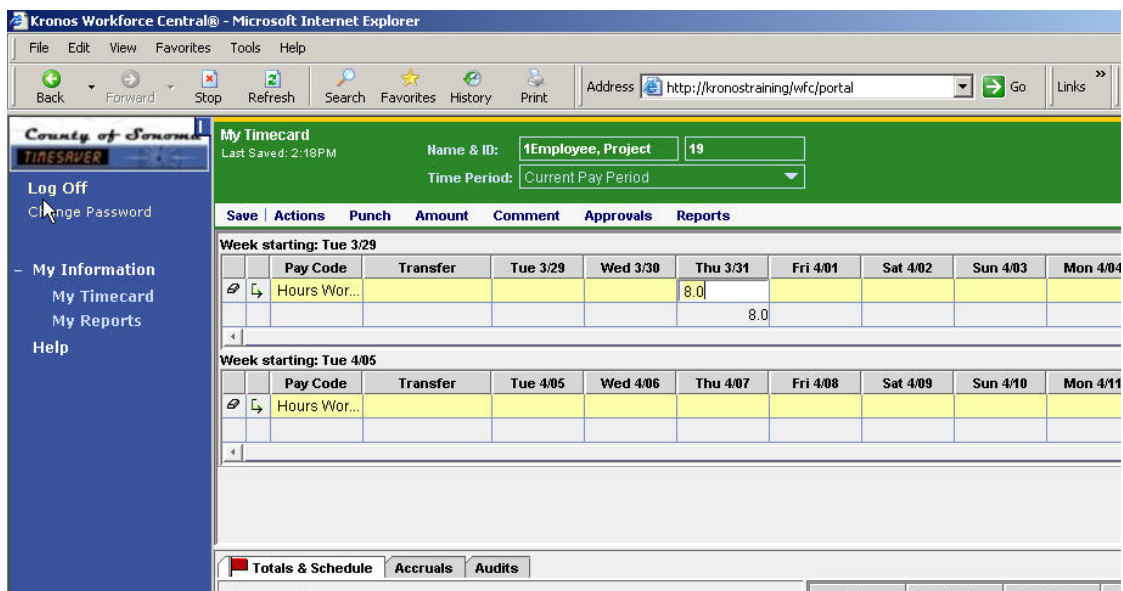 Kronos Workforce Central® - Microsoft Internet Explorer
File Edit View Favorites Tools Help
Back Forward Stop Refresh Search Favorites History Print Address http://kronostraining/wfc/portal Go Links »
County of Sonoma
TIMESAVER
Log Off
Change Password
My Information
My Timecard
My Reports
Help
My Timecard
Last Saved: 2:18PM
Name & ID: 1Employee, Project 19
Time Period: Current Pay Period
Save | Actions Punch Amount Comment Approvals Reports
Week starting: Tue 3/29
Pay Code Transfer Tue 3/29 Wed 3/30 Thu 3/31 Fri 4/01 Sat 4/02 Sun 4/03 Mon 4/04
Hours Wor... 8.0
8.0
Week starting: Tue 4/05
Pay Code Transfer Tue 4/05 Wed 4/06 Thu 4/07 Fri 4/08 Sat 4/09 Sun 4/10 Mon 4/11
Hours Wor...
Totals & Schedule Accruals Audits